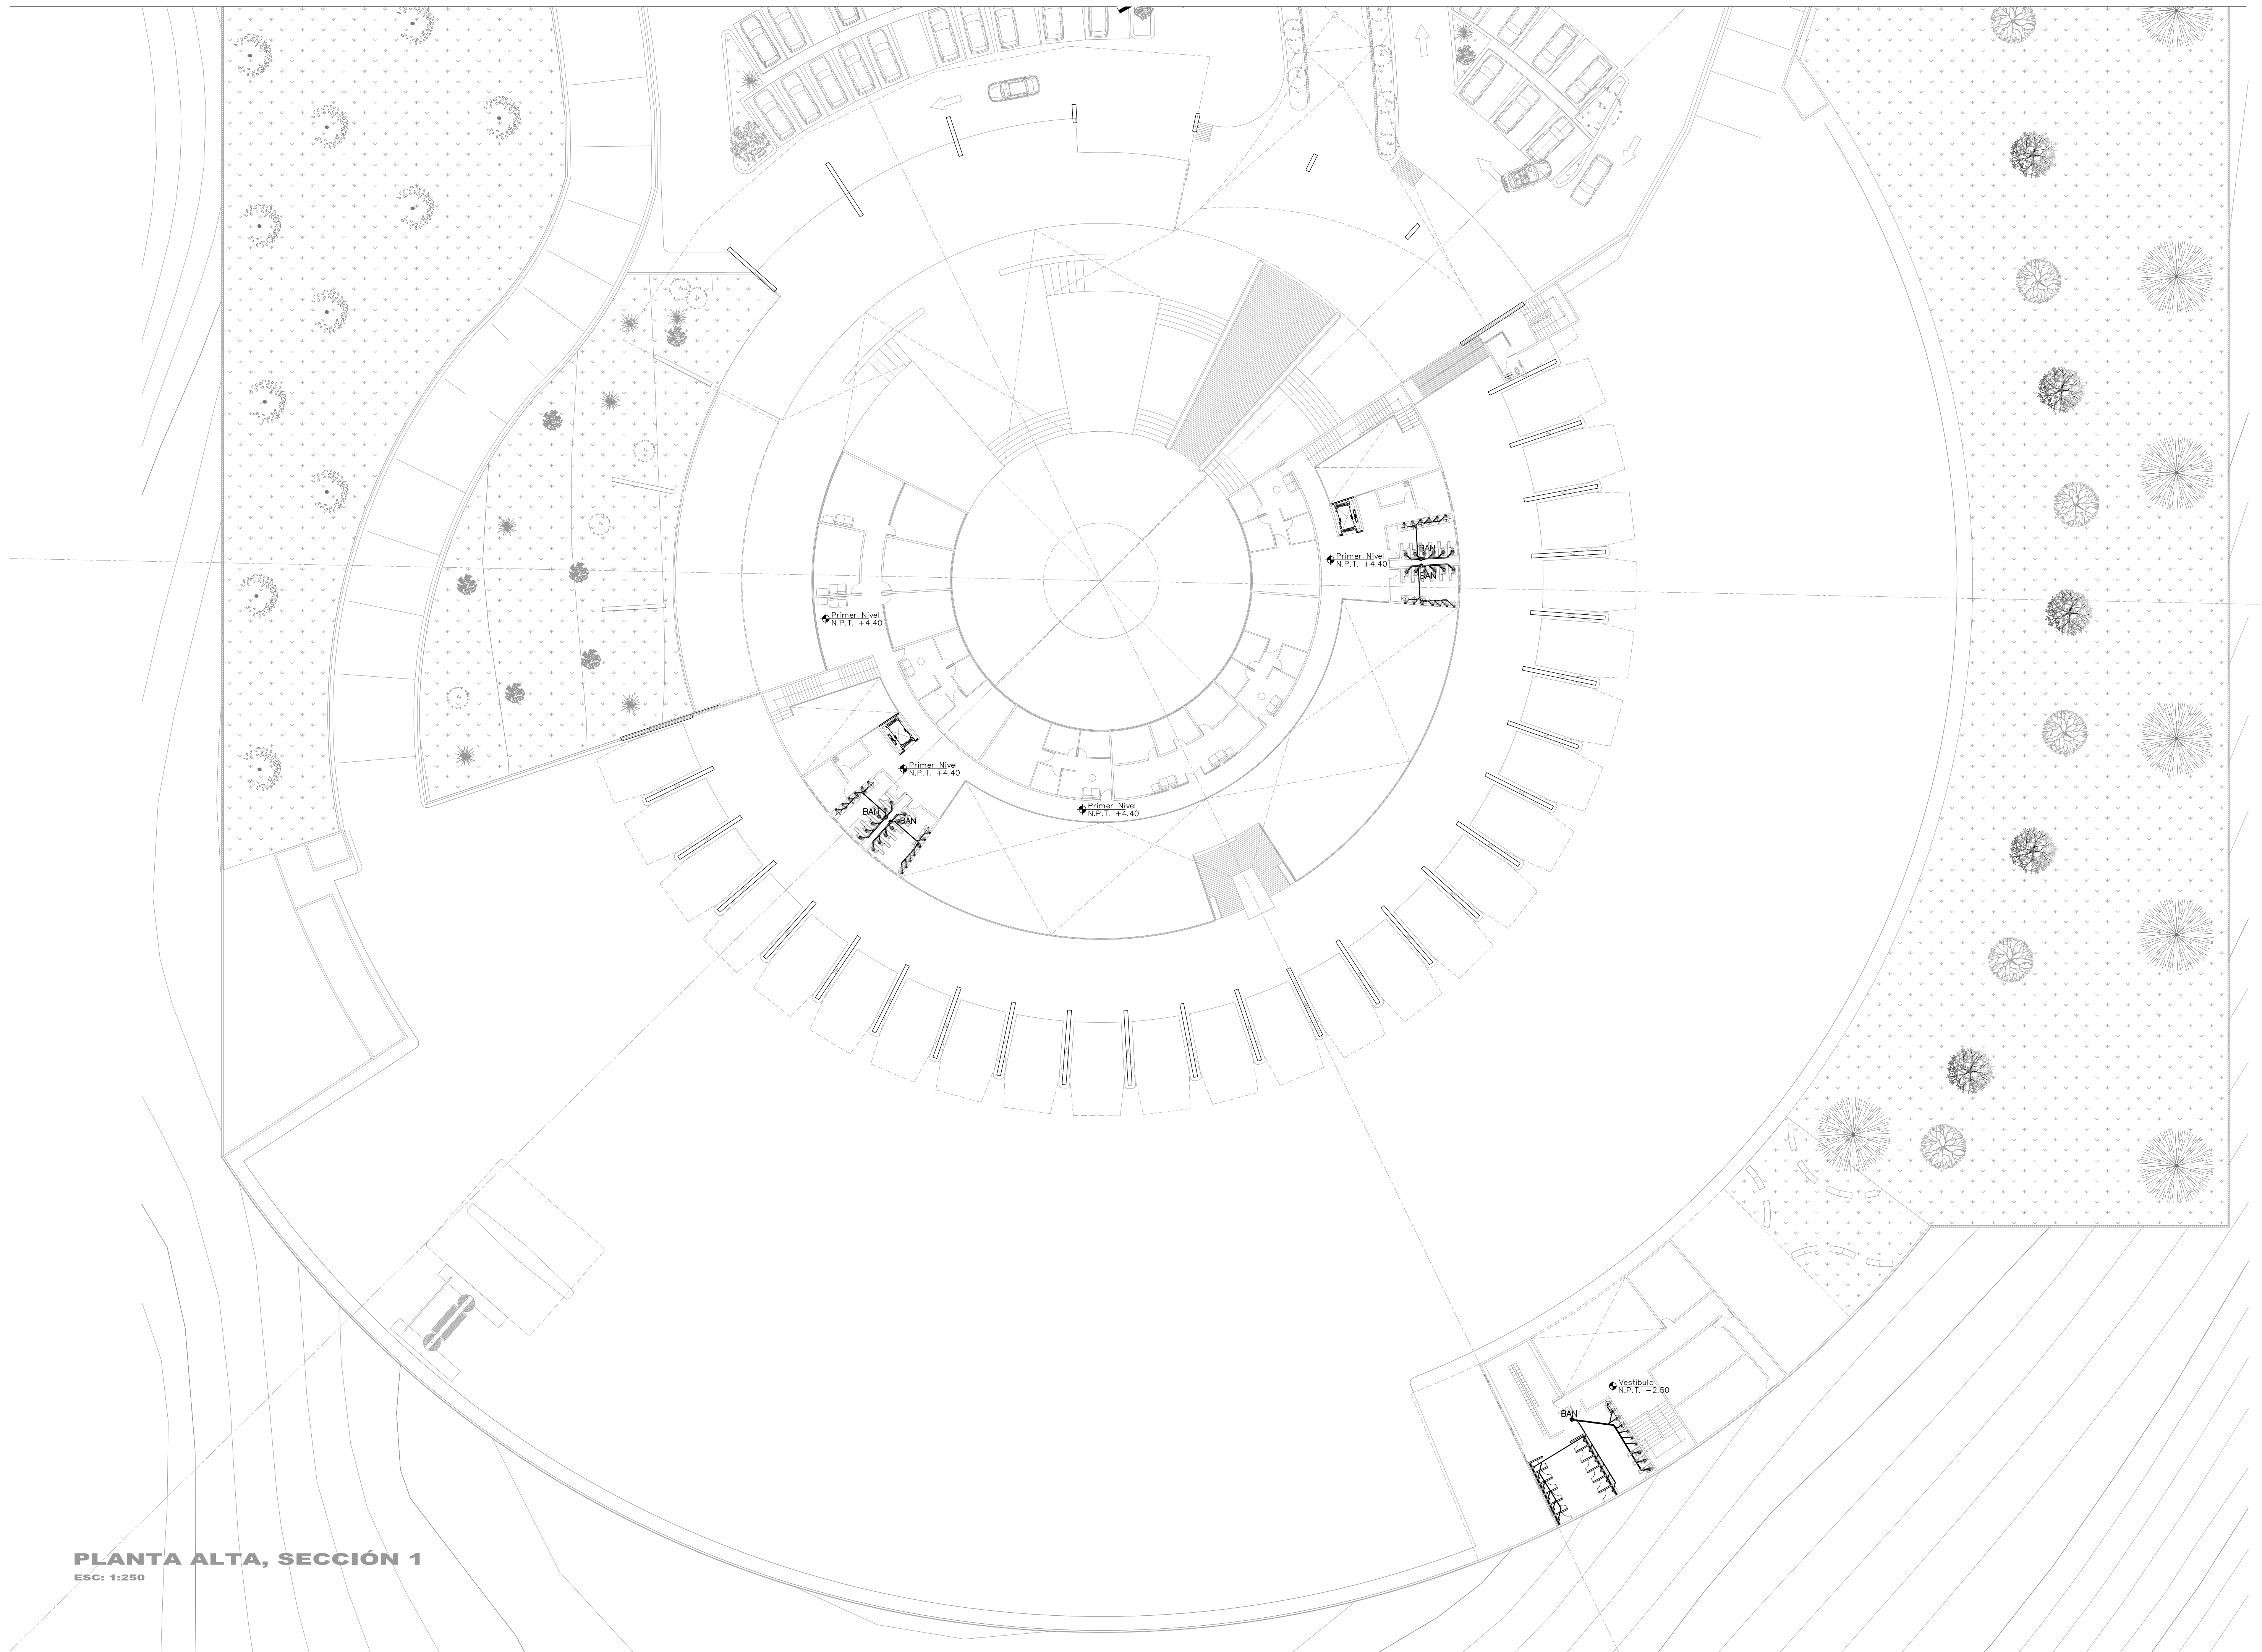 BAN
Primer Nivel
N.P.T. +4.40
BAN
Primer Nivel
N.P.T. +4.40
Primer Nivel
N.P.T. +4.40
Primer Nivel
N.P.T. +4.40
BAN
BAN
Vestibulo
N.P.T. -2.50
BAN
PLANTA ALTA, SECCIÓN 1
ESC: 1:250